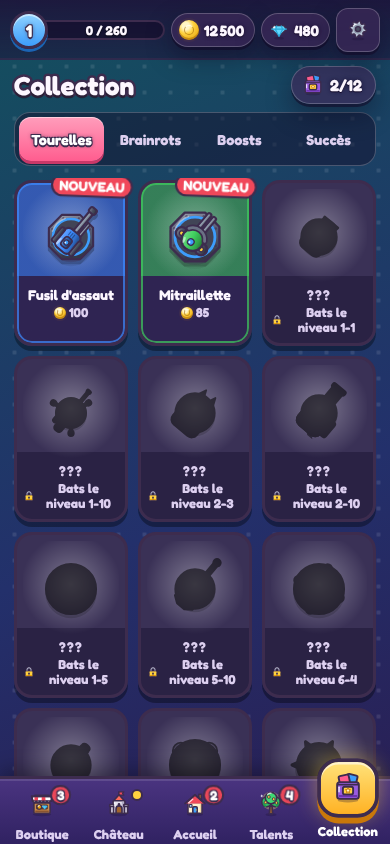 1 0 / 260 12 500 480
Collection 2/12
Tourelles Brainrots Boosts Succès
NOUVEAU NOUVEAU
Fusil d'assaut Mitraillette ???
100 85 Bats le
niveau 1-1
??? ??? ???
Bats le Bats le Bats le
niveau 1-10 niveau 2-3 niveau 2-10
??? ??? ???
Bats le Bats le Bats le
niveau 1-5 niveau 5-10 niveau 6-4
3 2 4
Boutique Château Accueil Talents Collection